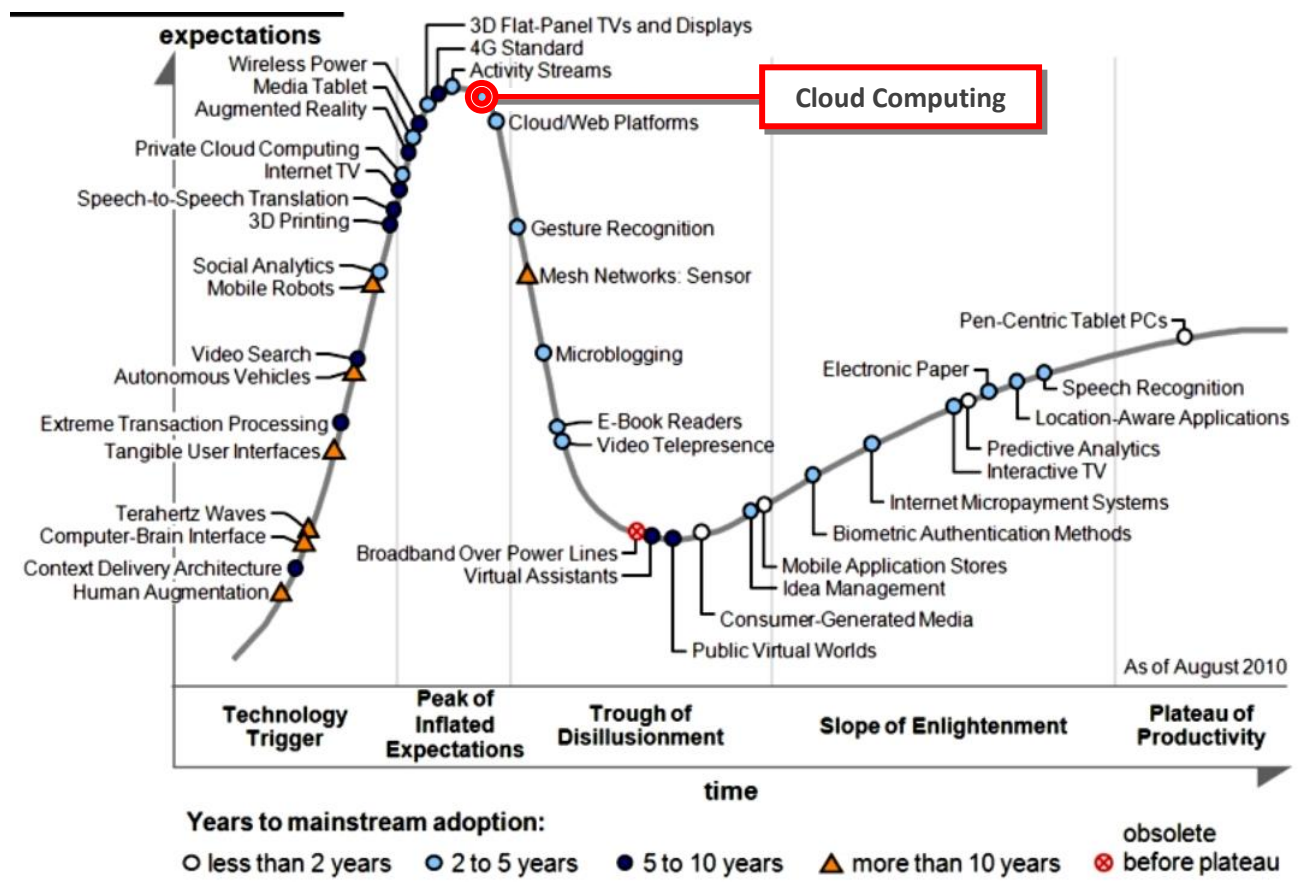 expectations
3D Flat-Panel TVs and Displays
4G Standard
Activity Streams
Wireless Power
Media Tablet
Augmented Reality
Cloud Computing
Cloud/Web Platforms
Private Cloud Computing
Internet TV
Speech-to-Speech Translation
3D Printing
Gesture Recognition
Social Analytics
Mobile Robots
Mesh Networks: Sensor
Pen-Centric Tablet PCs
Video Search
Autonomous Vehicles
Microblogging
Electronic Paper
Speech Recognition
Location-Aware Applications
Extreme Transaction Processing
Tangible User Interfaces
E-Book Readers
Video Telepresence
Predictive Analytics
Interactive TV
Internet Micropayment Systems
Terahertz Waves
Computer-Brain Interface
Context Delivery Architecture
Human Augmentation
Biometric Authentication Methods
Broadband Over Power Lines
Virtual Assistants
Mobile Application Stores
Idea Management
Consumer-Generated Media
Public Virtual Worlds
As of August 2010
Technology
Trigger
Peak of
Inflated
Expectations
Trough of
Disillusionment
Slope of Enlightenment
Plateau of
Productivity
time
Years to mainstream adoption:
less than 2 years
2 to 5 years
5 to 10 years
more than 10 years
obsolete
before plateau